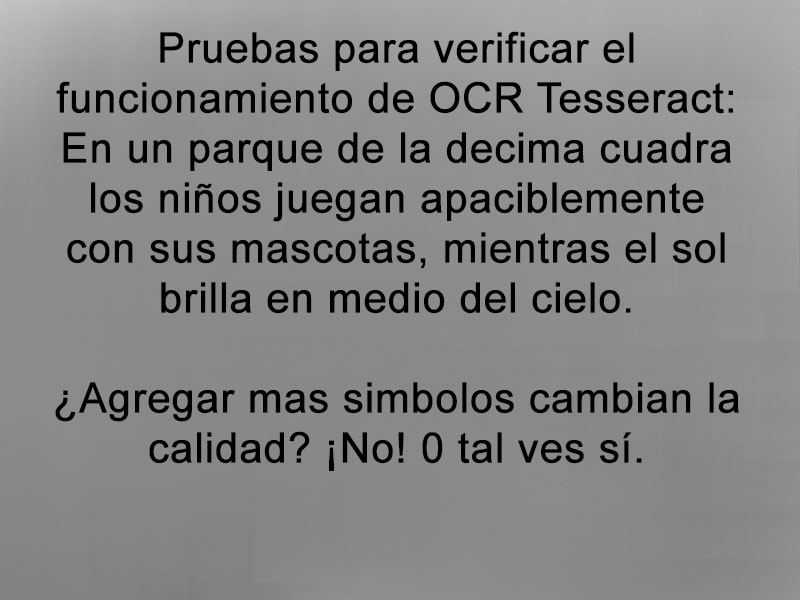 Pruebas para verificar el
funcionamiento de OCR Tesseract:
En un parque de la decima cuadra
los niños juegan apaciblemente
con sus mascotas, mientras el sol
brilla en medio del cielo.
¿Agregar mas simbolos cambian la
calidad? ¡No! 0 tal ves sí.